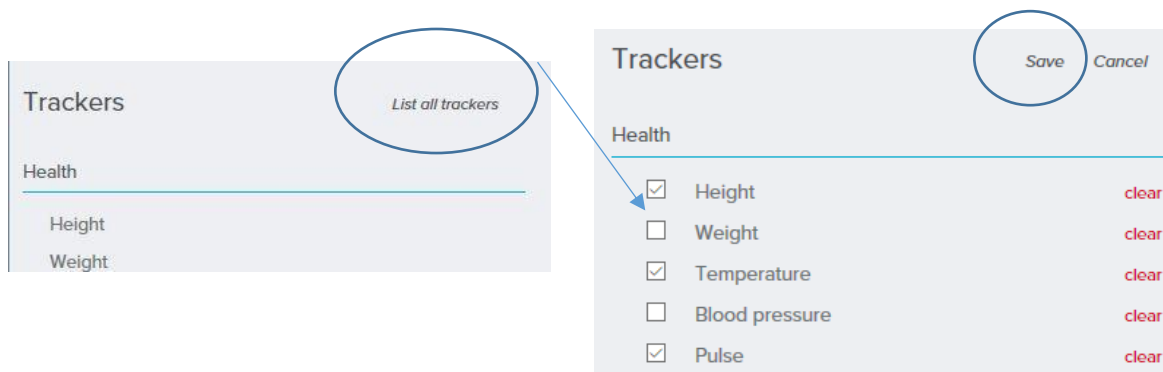 Trackers
List all trackers
Health
Height
Weight
Trackers
Save Cancel
Health
Height clear
Weight clear
Temperature clear
Blood pressure clear
Pulse clear